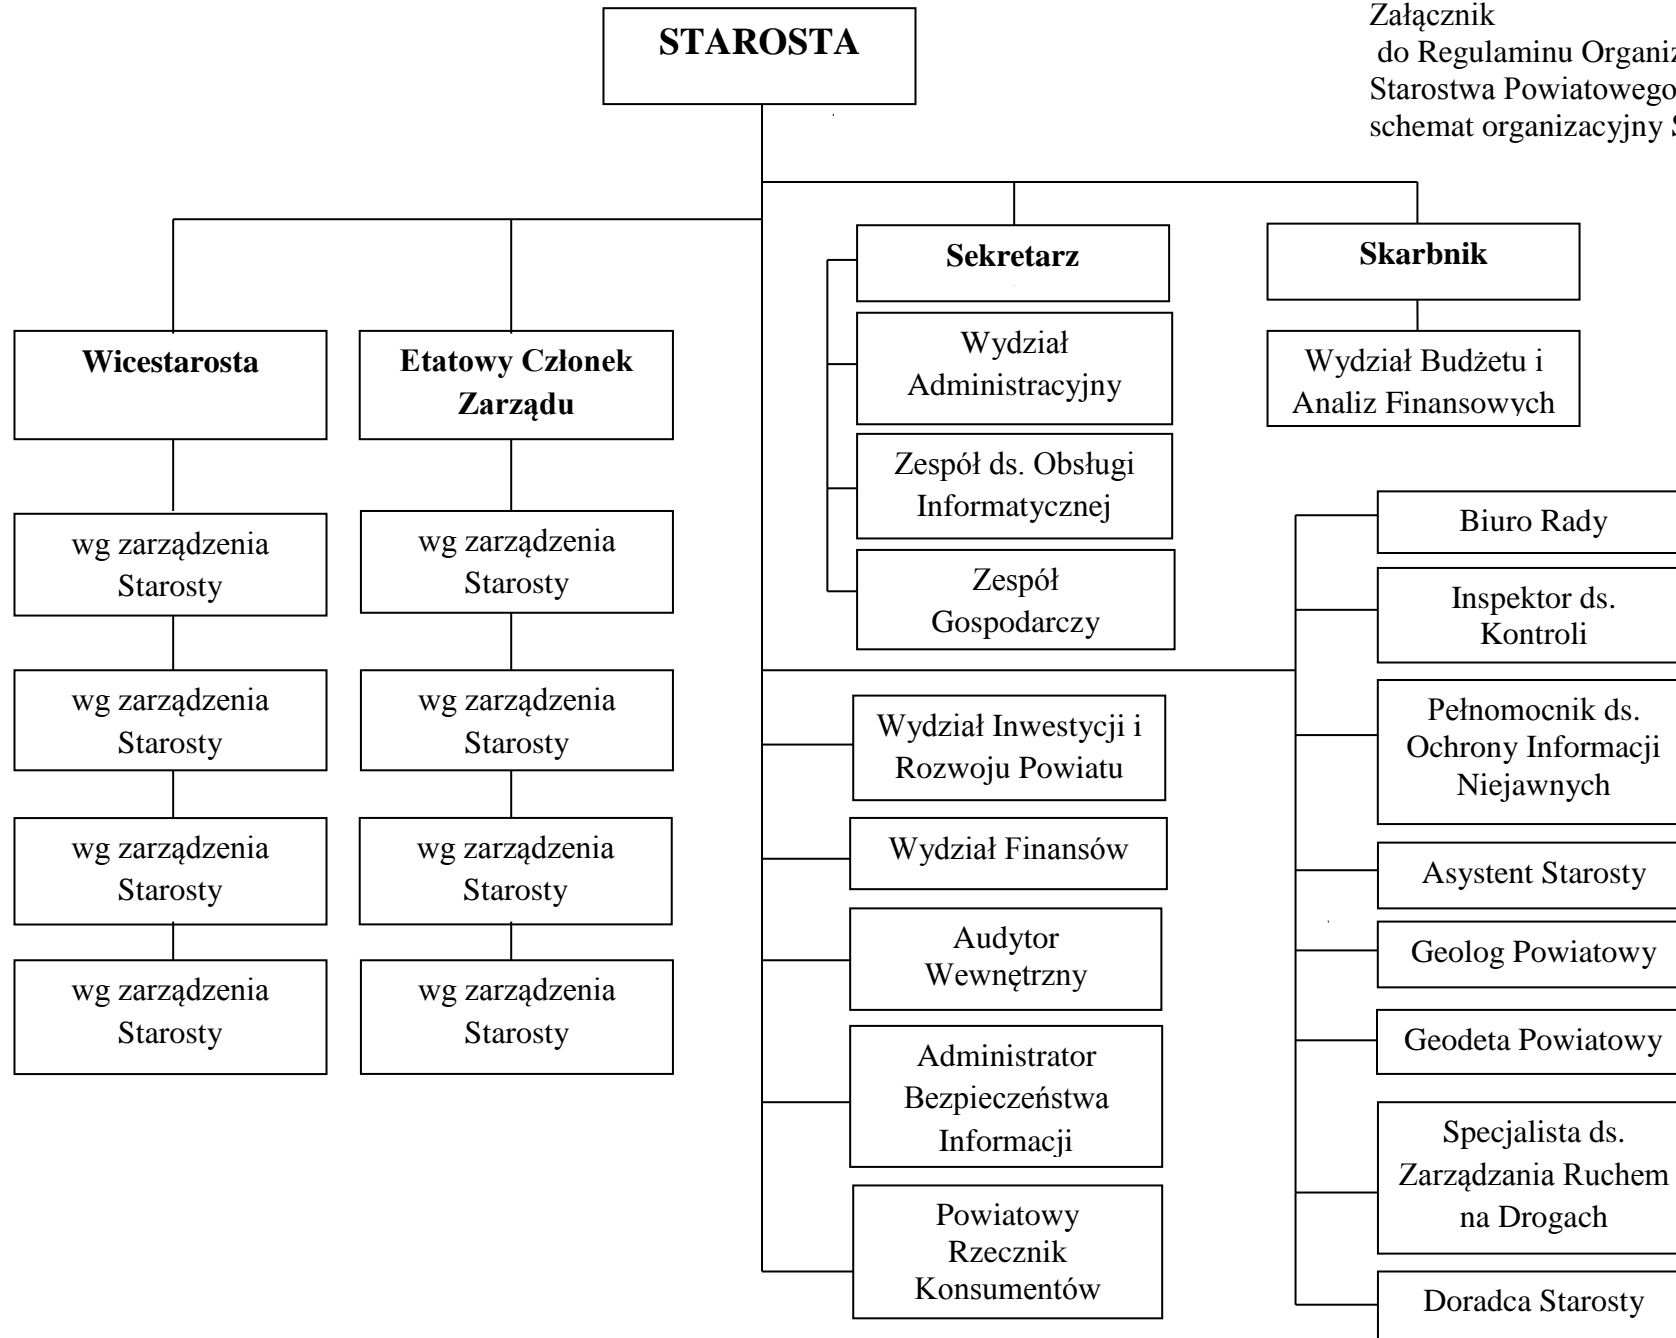 STAROSTA
Załącznik
do Regulaminu
Starostwa Powiatowego
schemat organizacyjny
Sekretarz
Wydział
Administracyjny
Zespół ds. Obsługi
Informatycznej
Zespół
Gospodarczy
Skarbnik
Wydział Budżetu i
Analiz Finansowych
Wicestarosta
wg zarządzenia
Starosty
wg zarządzenia
Starosty
wg zarządzenia
Starosty
wg zarządzenia
Starosty
Etatowy Członek
Zarządu
wg zarządzenia
Starosty
wg zarządzenia
Starosty
wg zarządzenia
Starosty
wg zarządzenia
Starosty
Wydział Inwestycji i
Rozwoju Powiatu
Wydział Finansów
Audytor
Wewnętrzny
Administrator
Bezpieczeństwa
Informacji
Powiatowy
Rzecznik
Konsumentów
Biuro Rady
Inspektor ds.
Kontroli
Pełnomocnik ds.
Ochrony Informacji
Niejawnych
Asystent Starosty
Geolog Powiatowy
Geodeta Powiatowy
Specjalista ds.
Zarządzania Ruchem
na Drogach
Doradca Starosty